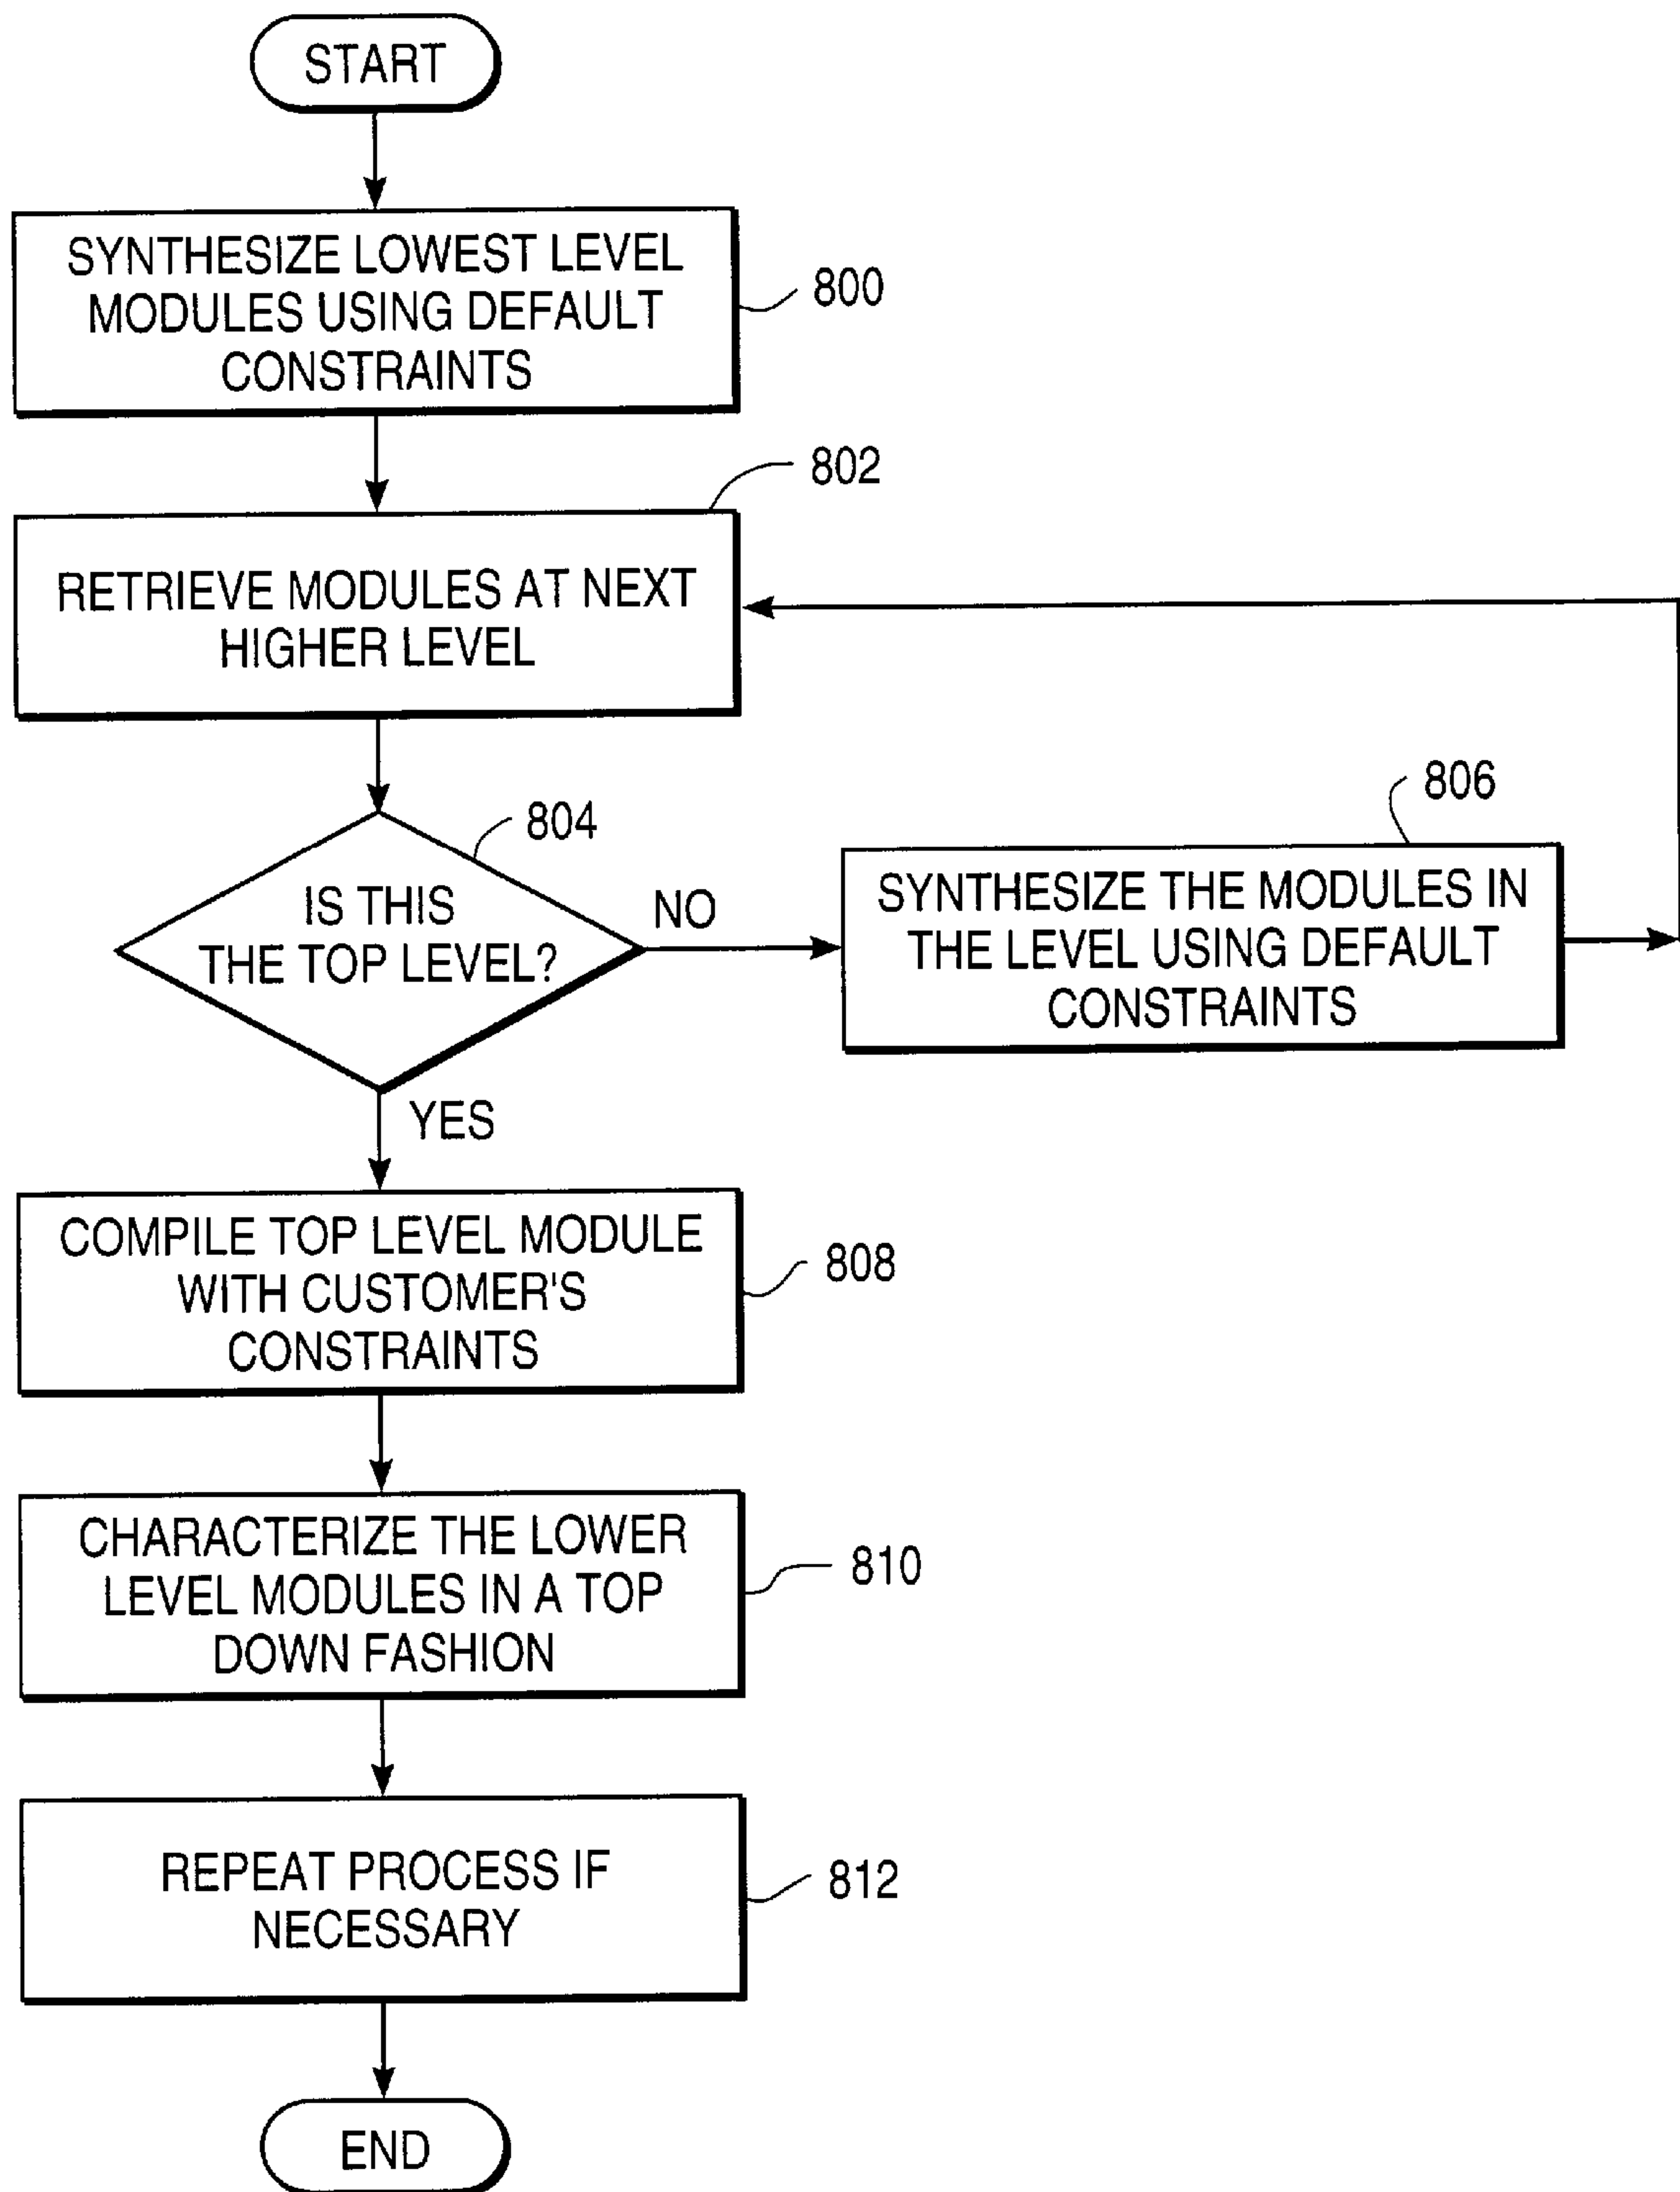 START
SYNTHESIZE LOWEST LEVEL
MODULES USING DEFAULT
CONSTRAINTS
800
802
RETRIEVE MODULES AT NEXT
HIGHER LEVEL
804
IS THIS
THE TOP LEVEL?
NO
806
SYNTHESIZE THE MODULES IN
THE LEVEL USING DEFAULT
CONSTRAINTS
YES
COMPILE TOP LEVEL MODULE
WITH CUSTOMER'S
CONSTRAINTS
808
CHARACTERIZE THE LOWER
LEVEL MODULES IN A TOP
DOWN FASHION
810
REPEAT PROCESS IF
NECESSARY
812
END